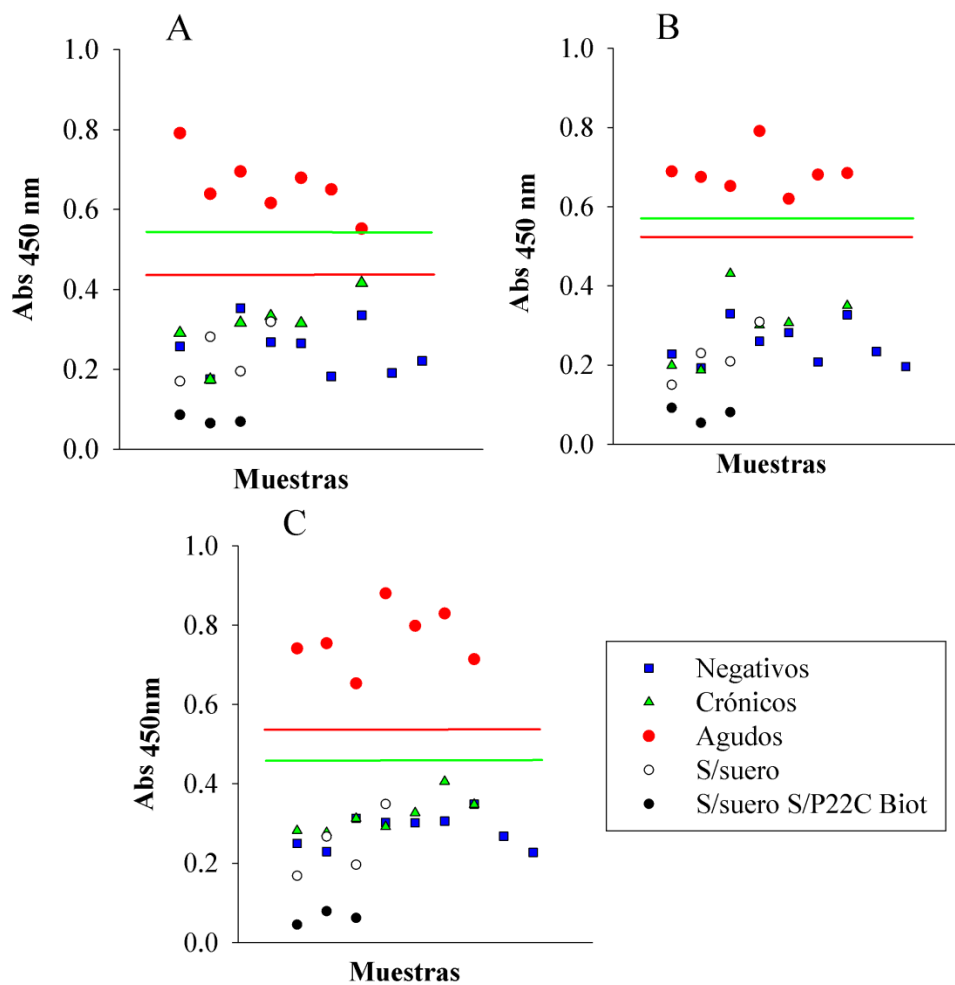 A
1.0
0.8
0.6
0.4
0.2
0.0
Abs 450 nm
Muestras
B
1.0
0.8
0.6
0.4
0.2
0.0
Abs 450 nm
Muestras
C
1.0
0.8
0.6
0.4
0.2
0.0
Abs 450nm
Muestras
Negativos
Crónicos
Agudos
S/suero
S/suero S/P22C Biot